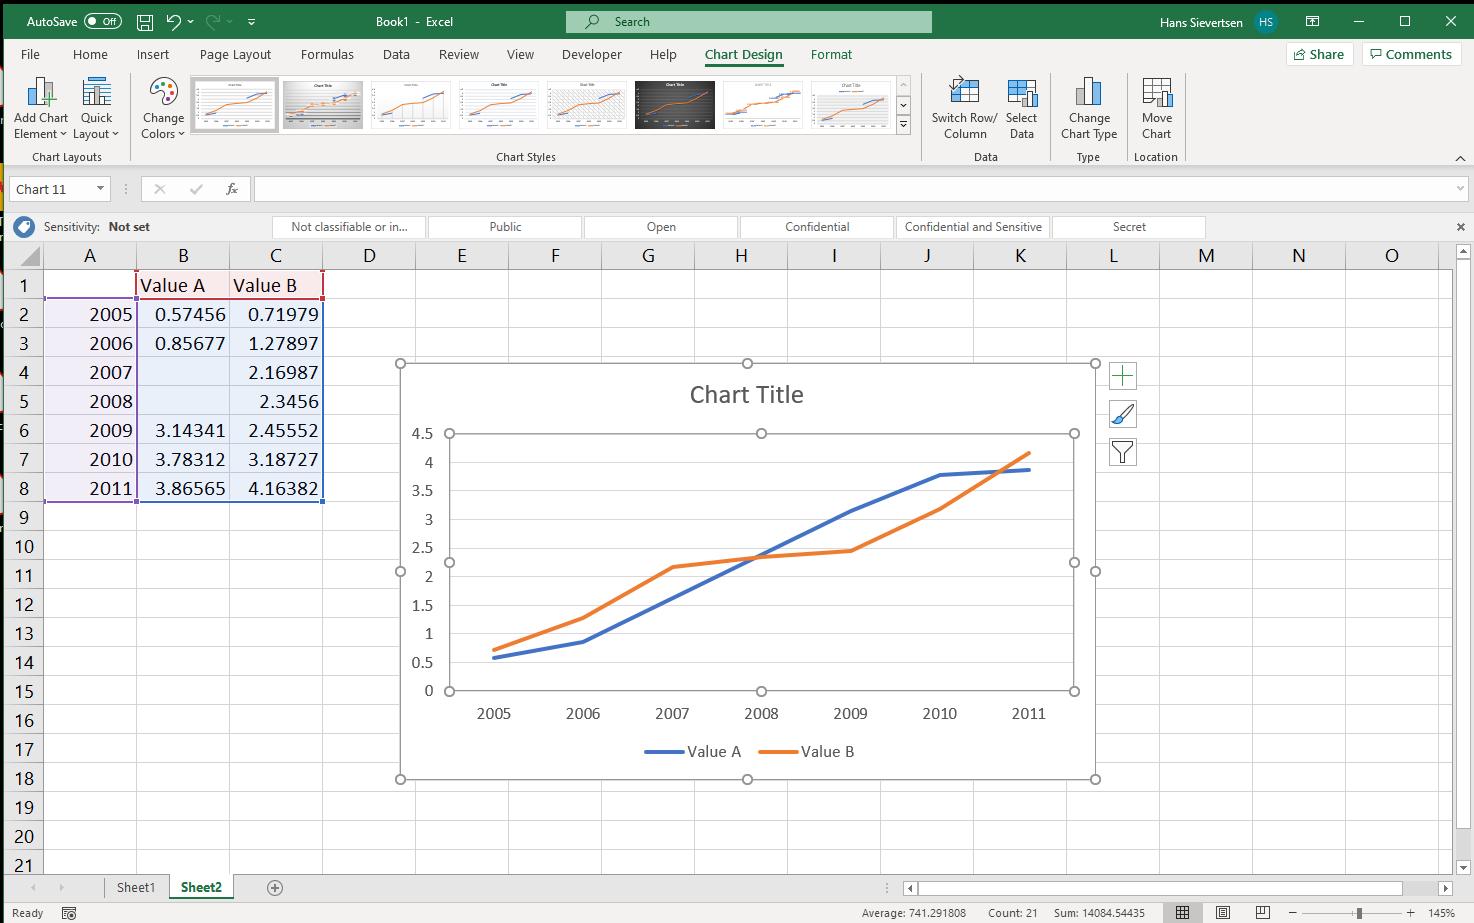 AutoSave Off Book1 - Excel Search Hans Sievertsen HS
File Home Insert Page Layout Formulas Data Review View Developer Help Chart Design Format Share Comments
Add Chart Element Quick Layout Change Colors Switch Row/ Column Select Data Change Chart Type Move Chart
Chart Layouts Chart Styles Data Type Location
Chart 11 fx
Sensitivity: Not set Not classifiable or in... Public Open Confidential Confidential and Sensitive Secret
A B C D E F G H I J K L M N O
1 Value A Value B
2 2005 0.57456 0.71979
3 2006 0.85677 1.27897
4 2007 2.16987
5 2008 2.3456
6 2009 3.14341 2.45552
7 2010 3.78312 3.18727
8 2011 3.86565 4.16382
9
10
11
12
13
14
15
16
17
18
19
20
21
Chart Title
4.5
4
3.5
3
2.5
2
1.5
1
0.5
0
2005 2006 2007 2008 2009 2010 2011
Value A Value B
Sheet1 Sheet2
Ready Average: 741.291808 Count: 21 Sum: 14084.54435 145%